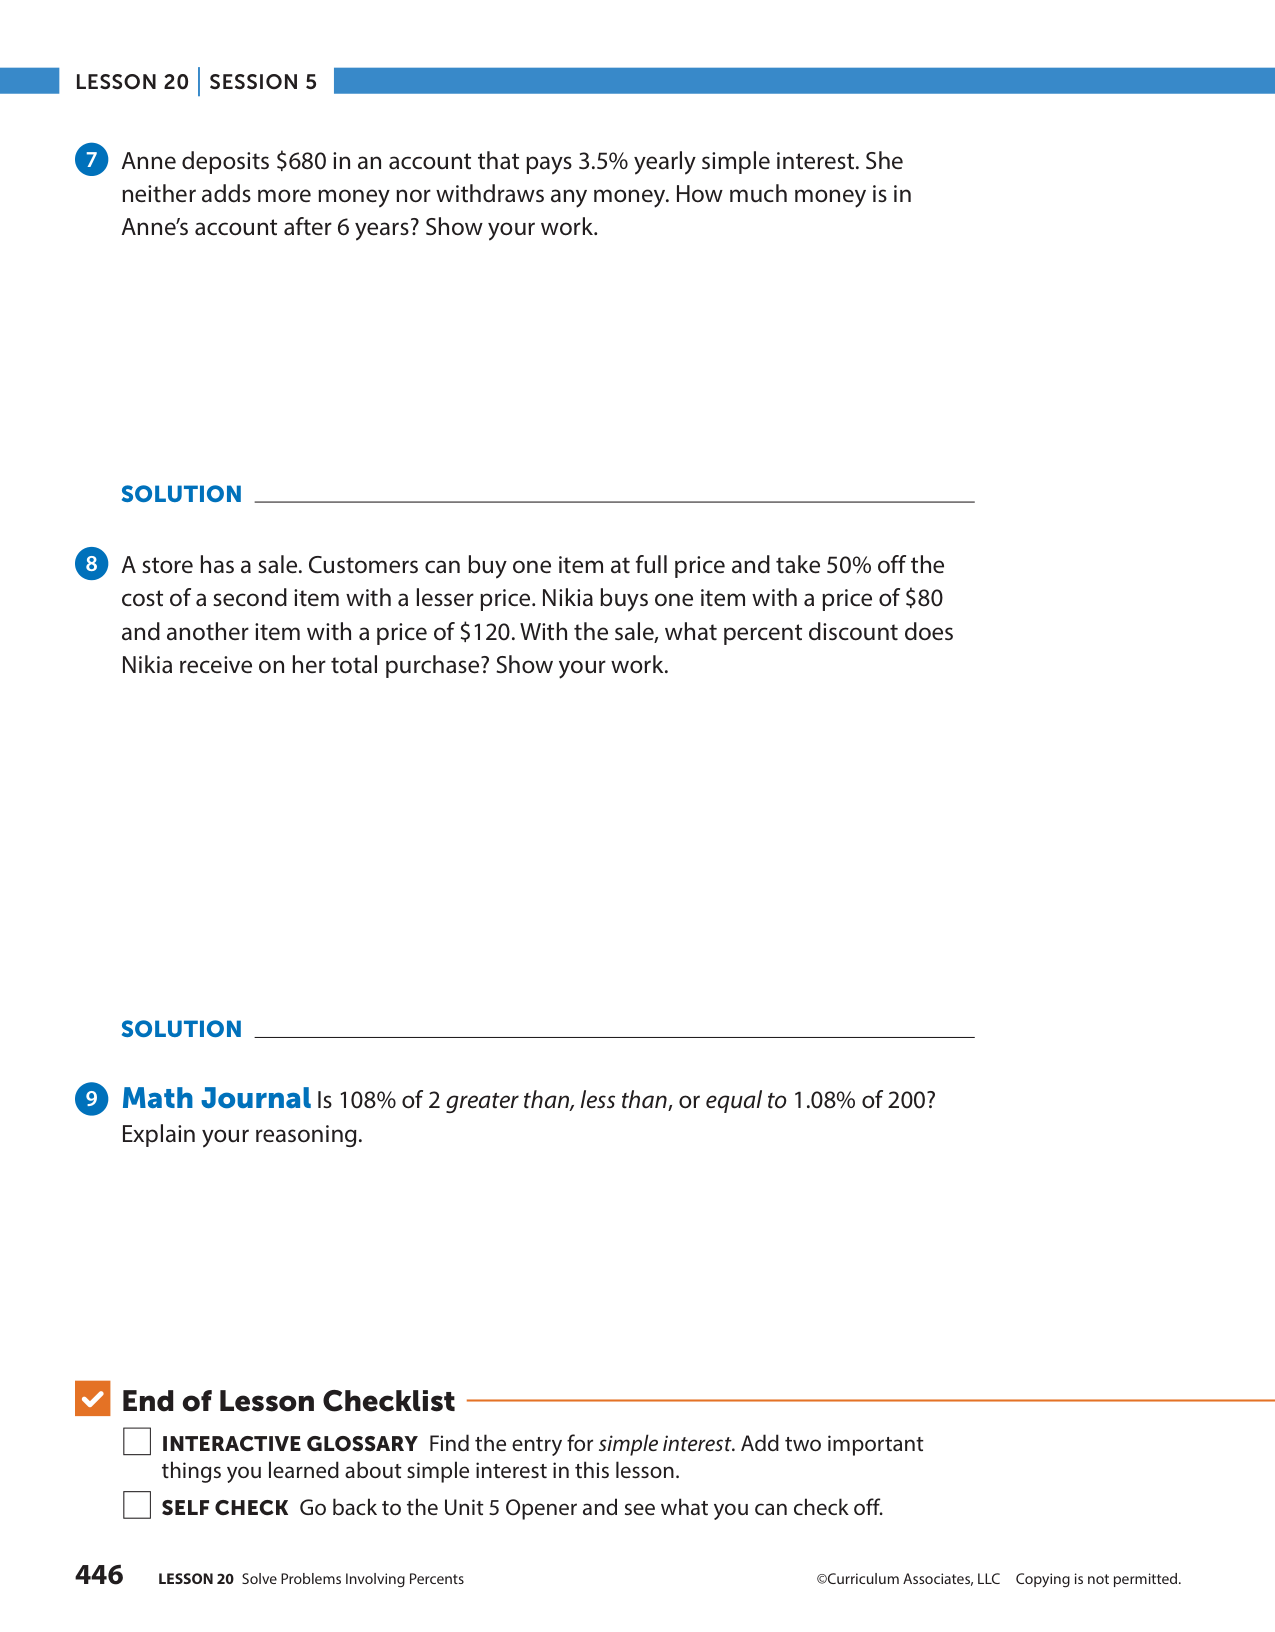 LESSON 20 | SESSION 5
7 Anne deposits $680 in an account that pays 3.5% yearly simple interest. She
neither adds more money nor withdraws any money. How much money is in
Anne’s account after 6 years? Show your work.
SOLUTION
8 A store has a sale. Customers can buy one item at full price and take 50% off the
cost of a second item with a lesser price. Nikia buys one item with a price of $80
and another item with a price of $120. With the sale, what percent discount does
Nikia receive on her total purchase? Show your work.
SOLUTION
9 Math Journal Is 108% of 2 greater than, less than, or equal to 1.08% of 200?
Explain your reasoning.
End of Lesson Checklist
INTERACTIVE GLOSSARY Find the entry for simple interest. Add two important
things you learned about simple interest in this lesson.
SELF CHECK Go back to the Unit 5 Opener and see what you can check off.
446 LESSON 20 Solve Problems Involving Percents ©Curriculum Associates, LLC Copying is not permitted.